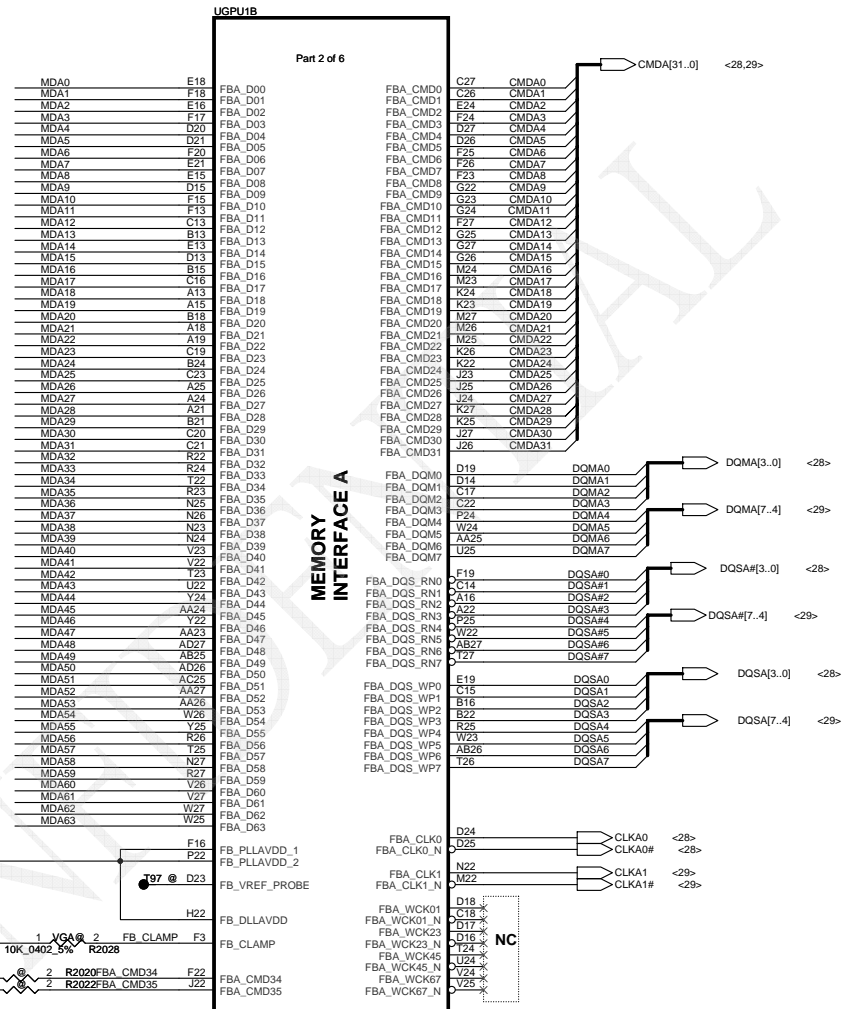 UGPU1B
Part 2 of 6
MDA0 E18 FBA_D00
MDA1 F18 FBA_D01
MDA2 E16 FBA_D02
MDA3 F17 FBA_D03
MDA4 D20 FBA_D04
MDA5 D21 FBA_D05
MDA6 F20 FBA_D06
MDA7 E21 FBA_D07
MDA8 E15 FBA_D08
MDA9 D15 FBA_D09
MDA10 F15 FBA_D10
MDA11 F13 FBA_D11
MDA12 C13 FBA_D12
MDA13 B13 FBA_D13
MDA14 E13 FBA_D14
MDA15 D13 FBA_D15
MDA16 B15 FBA_D16
MDA17 C16 FBA_D17
MDA18 A13 FBA_D18
MDA19 A15 FBA_D19
MDA20 B18 FBA_D20
MDA21 A18 FBA_D21
MDA22 A19 FBA_D22
MDA23 C19 FBA_D23
MDA24 B24 FBA_D24
MDA25 C23 FBA_D25
MDA26 A25 FBA_D26
MDA27 A24 FBA_D27
MDA28 A21 FBA_D28
MDA29 B21 FBA_D29
MDA30 C20 FBA_D30
MDA31 C21 FBA_D31
MDA32 R22 FBA_D32
MDA33 R24 FBA_D33
MDA34 T22 FBA_D34
MDA35 R23 FBA_D35
MDA36 N25 FBA_D36
MDA37 N26 FBA_D37
MDA38 N23 FBA_D38
MDA39 N24 FBA_D39
MDA40 V23 FBA_D40
MDA41 V22 FBA_D41
MDA42 T23 FBA_D42
MDA43 U22 FBA_D43
MDA44 Y24 FBA_D44
MDA45 AA24 FBA_D45
MDA46 Y22 FBA_D46
MDA47 AA23 FBA_D47
MDA48 AD27 FBA_D48
MDA49 AB25 FBA_D49
MDA50 AD26 FBA_D50
MDA51 AC25 FBA_D51
MDA52 AA27 FBA_D52
MDA53 AA26 FBA_D53
MDA54 W26 FBA_D54
MDA55 Y25 FBA_D55
MDA56 R26 FBA_D56
MDA57 T25 FBA_D57
MDA58 N27 FBA_D58
MDA59 R27 FBA_D59
MDA60 V26 FBA_D60
MDA61 V27 FBA_D61
MDA62 W27 FBA_D62
MDA63 W25 FBA_D63
F16 FB_PLLAVDD_1
P22 FB_PLLAVDD_2
T97 @ D23 FB_VREF_PROBE
H22 FB_DLLAVDD
1 VGA@ 2 FB_CLAMP F3 FB_CLAMP
10K_0402_5% R2028
@ 2 R2020 FBA_CMD34 F22 FBA_CMD34
@ 2 R2022 FBA_CMD35 J22 FBA_CMD35
MEMORY
INTERFACE A
FBA_CMD0 C27 CMDA0
FBA_CMD1 C26 CMDA1
FBA_CMD2 E24 CMDA2
FBA_CMD3 F24 CMDA3
FBA_CMD4 D27 CMDA4
FBA_CMD5 D26 CMDA5
FBA_CMD6 F25 CMDA6
FBA_CMD7 F26 CMDA7
FBA_CMD8 F23 CMDA8
FBA_CMD9 G22 CMDA9
FBA_CMD10 G23 CMDA10
FBA_CMD11 G24 CMDA11
FBA_CMD12 F27 CMDA12
FBA_CMD13 G25 CMDA13
FBA_CMD14 G27 CMDA14
FBA_CMD15 G26 CMDA15
FBA_CMD16 M24 CMDA16
FBA_CMD17 M23 CMDA17
FBA_CMD18 K24 CMDA18
FBA_CMD19 K23 CMDA19
FBA_CMD20 M27 CMDA20
FBA_CMD21 M26 CMDA21
FBA_CMD22 M25 CMDA22
FBA_CMD23 K26 CMDA23
FBA_CMD24 K22 CMDA24
FBA_CMD25 J23 CMDA25
FBA_CMD26 J25 CMDA26
FBA_CMD27 J24 CMDA27
FBA_CMD28 K27 CMDA28
FBA_CMD29 K25 CMDA29
FBA_CMD30 J27 CMDA30
FBA_CMD31 J26 CMDA31
CMDA[31..0] <28,29>
FBA_DQM0 D19 DQMA0
FBA_DQM1 D14 DQMA1
FBA_DQM2 C17 DQMA2
FBA_DQM3 C22 DQMA3
FBA_DQM4 P24 DQMA4
FBA_DQM5 W24 DQMA5
FBA_DQM6 AA25 DQMA6
FBA_DQM7 U25 DQMA7
DQMA[3..0] <28>
DQMA[7..4] <29>
FBA_DQS_RN0 F19 DQSA#0
FBA_DQS_RN1 C14 DQSA#1
FBA_DQS_RN2 A16 DQSA#2
FBA_DQS_RN3 A22 DQSA#3
FBA_DQS_RN4 P25 DQSA#4
FBA_DQS_RN5 W22 DQSA#5
FBA_DQS_RN6 AB27 DQSA#6
FBA_DQS_RN7 T27 DQSA#7
DQSA#[3..0] <28>
DQSA#[7..4] <29>
FBA_DQS_WP0 E19 DQSA0
FBA_DQS_WP1 C15 DQSA1
FBA_DQS_WP2 B16 DQSA2
FBA_DQS_WP3 B22 DQSA3
FBA_DQS_WP4 R25 DQSA4
FBA_DQS_WP5 W23 DQSA5
FBA_DQS_WP6 AB26 DQSA6
FBA_DQS_WP7 T26 DQSA7
DQSA[3..0] <28>
DQSA[7..4] <29>
FBA_CLK0 D24 CLKA0 <28>
FBA_CLK0_N D25 CLKA0# <28>
FBA_CLK1 N22 CLKA1 <29>
FBA_CLK1_N M22 CLKA1# <29>
FBA_WCK01 D18
FBA_WCK01_N C18
FBA_WCK23 D17
FBA_WCK23_N D16
FBA_WCK45 T24
FBA_WCK45_N U24
FBA_WCK67 V24
FBA_WCK67_N V25
NC
NFIDENTIAL